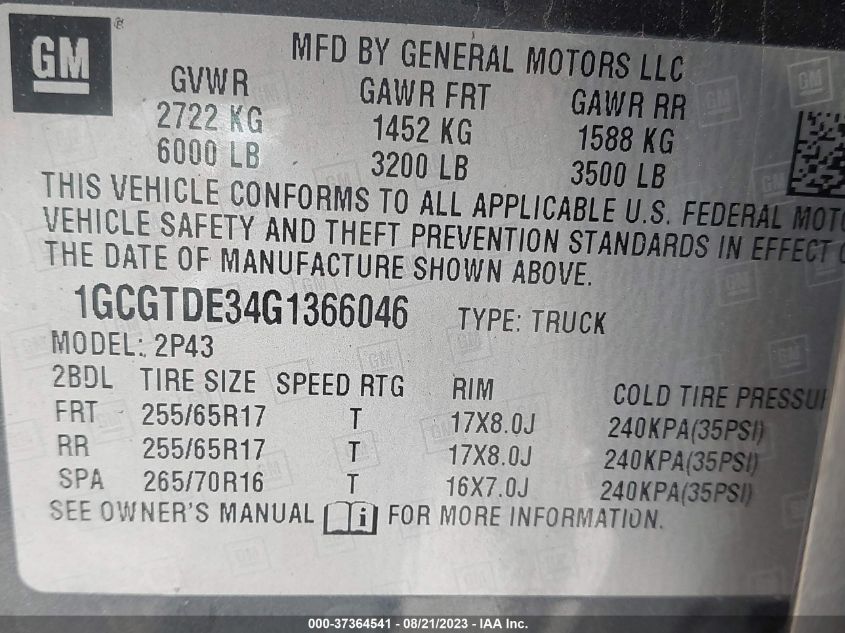 GM ®
MFD BY GENERAL MOTORS LLC
GVWR GAWR FRT GAWR RR
2722 KG 1452 KG 1588 KG
6000 LB 3200 LB 3500 LB
THIS VEHICLE CONFORMS TO ALL APPLICABLE U.S. FEDERAL MOT
VEHICLE SAFETY AND THEFT PREVENTION STANDARDS IN EFFECT
THE DATE OF MANUFACTURE SHOWN ABOVE.
1GCGTDE34G1366046 TYPE: TRUCK
MODEL: 2P43
2BDL TIRE SIZE SPEED RTG RIM COLD TIRE PRESSU
FRT 255/65R17 T 17X8.0J 240KPA(35PSI)
RR 255/65R17 T 17X8.0J 240KPA(35PSI)
SPA 265/70R16 T 16X7.0J 240KPA(35PSI)
SEE OWNER'S MANUAL i FOR MORE INFORMATION.
000-37364541 - 08/21/2023 - IAA Inc.